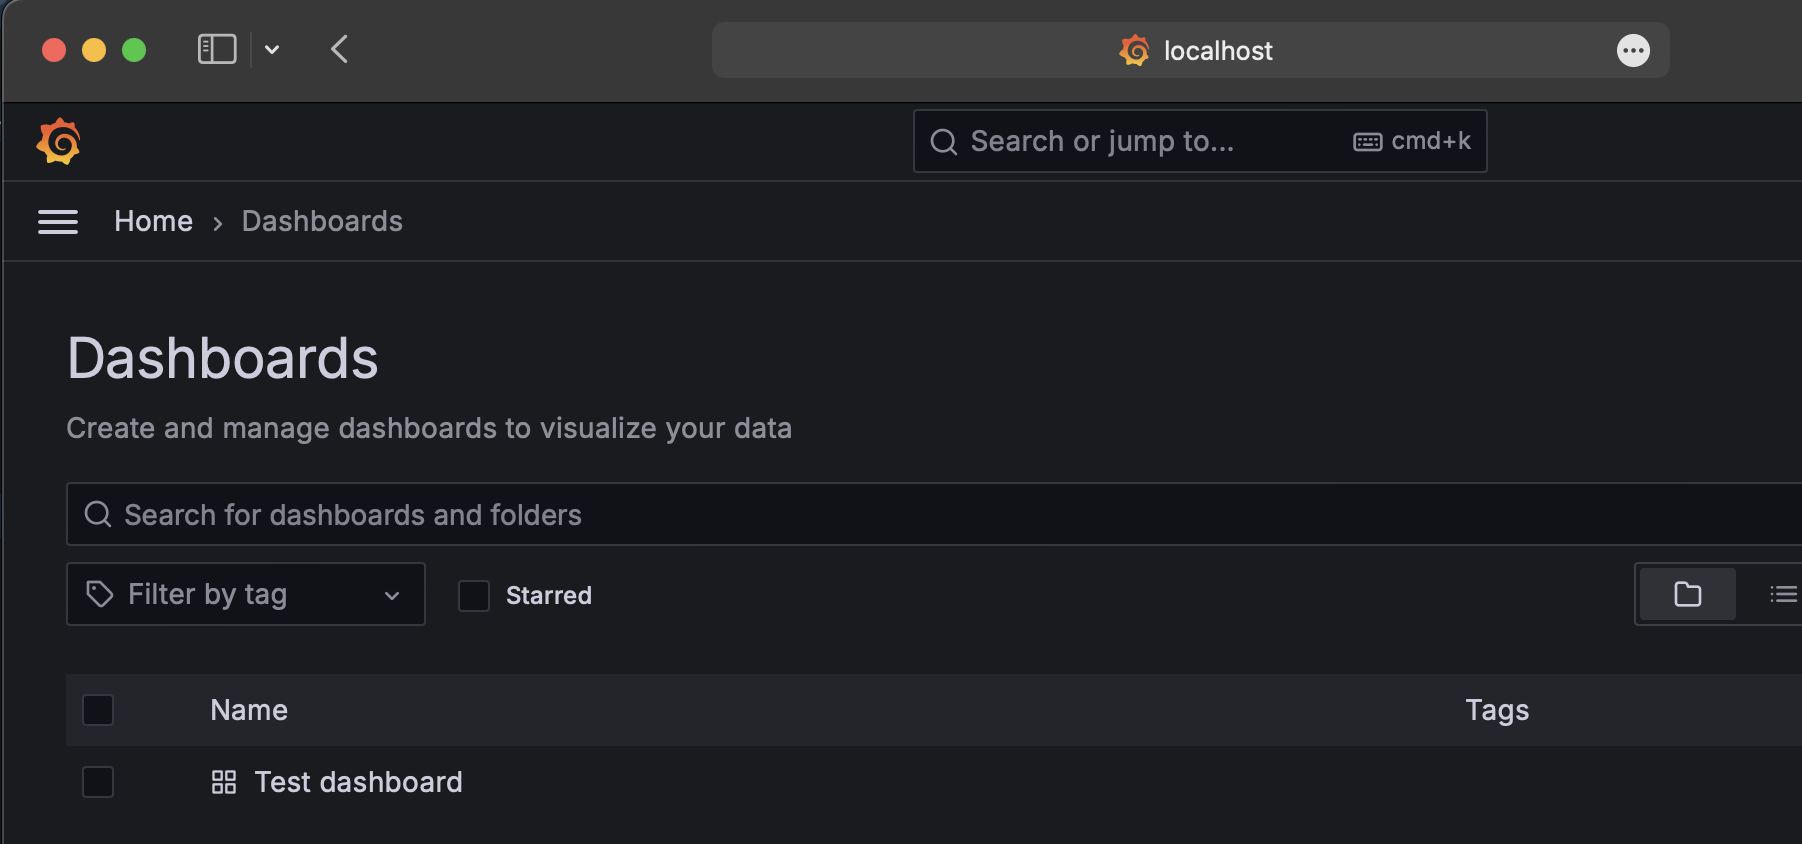 localhost
Search or jump to...
cmd+k
Home › Dashboards
Dashboards
Create and manage dashboards to visualize your data
Search for dashboards and folders
Filter by tag
Starred
Name
Tags
Test dashboard